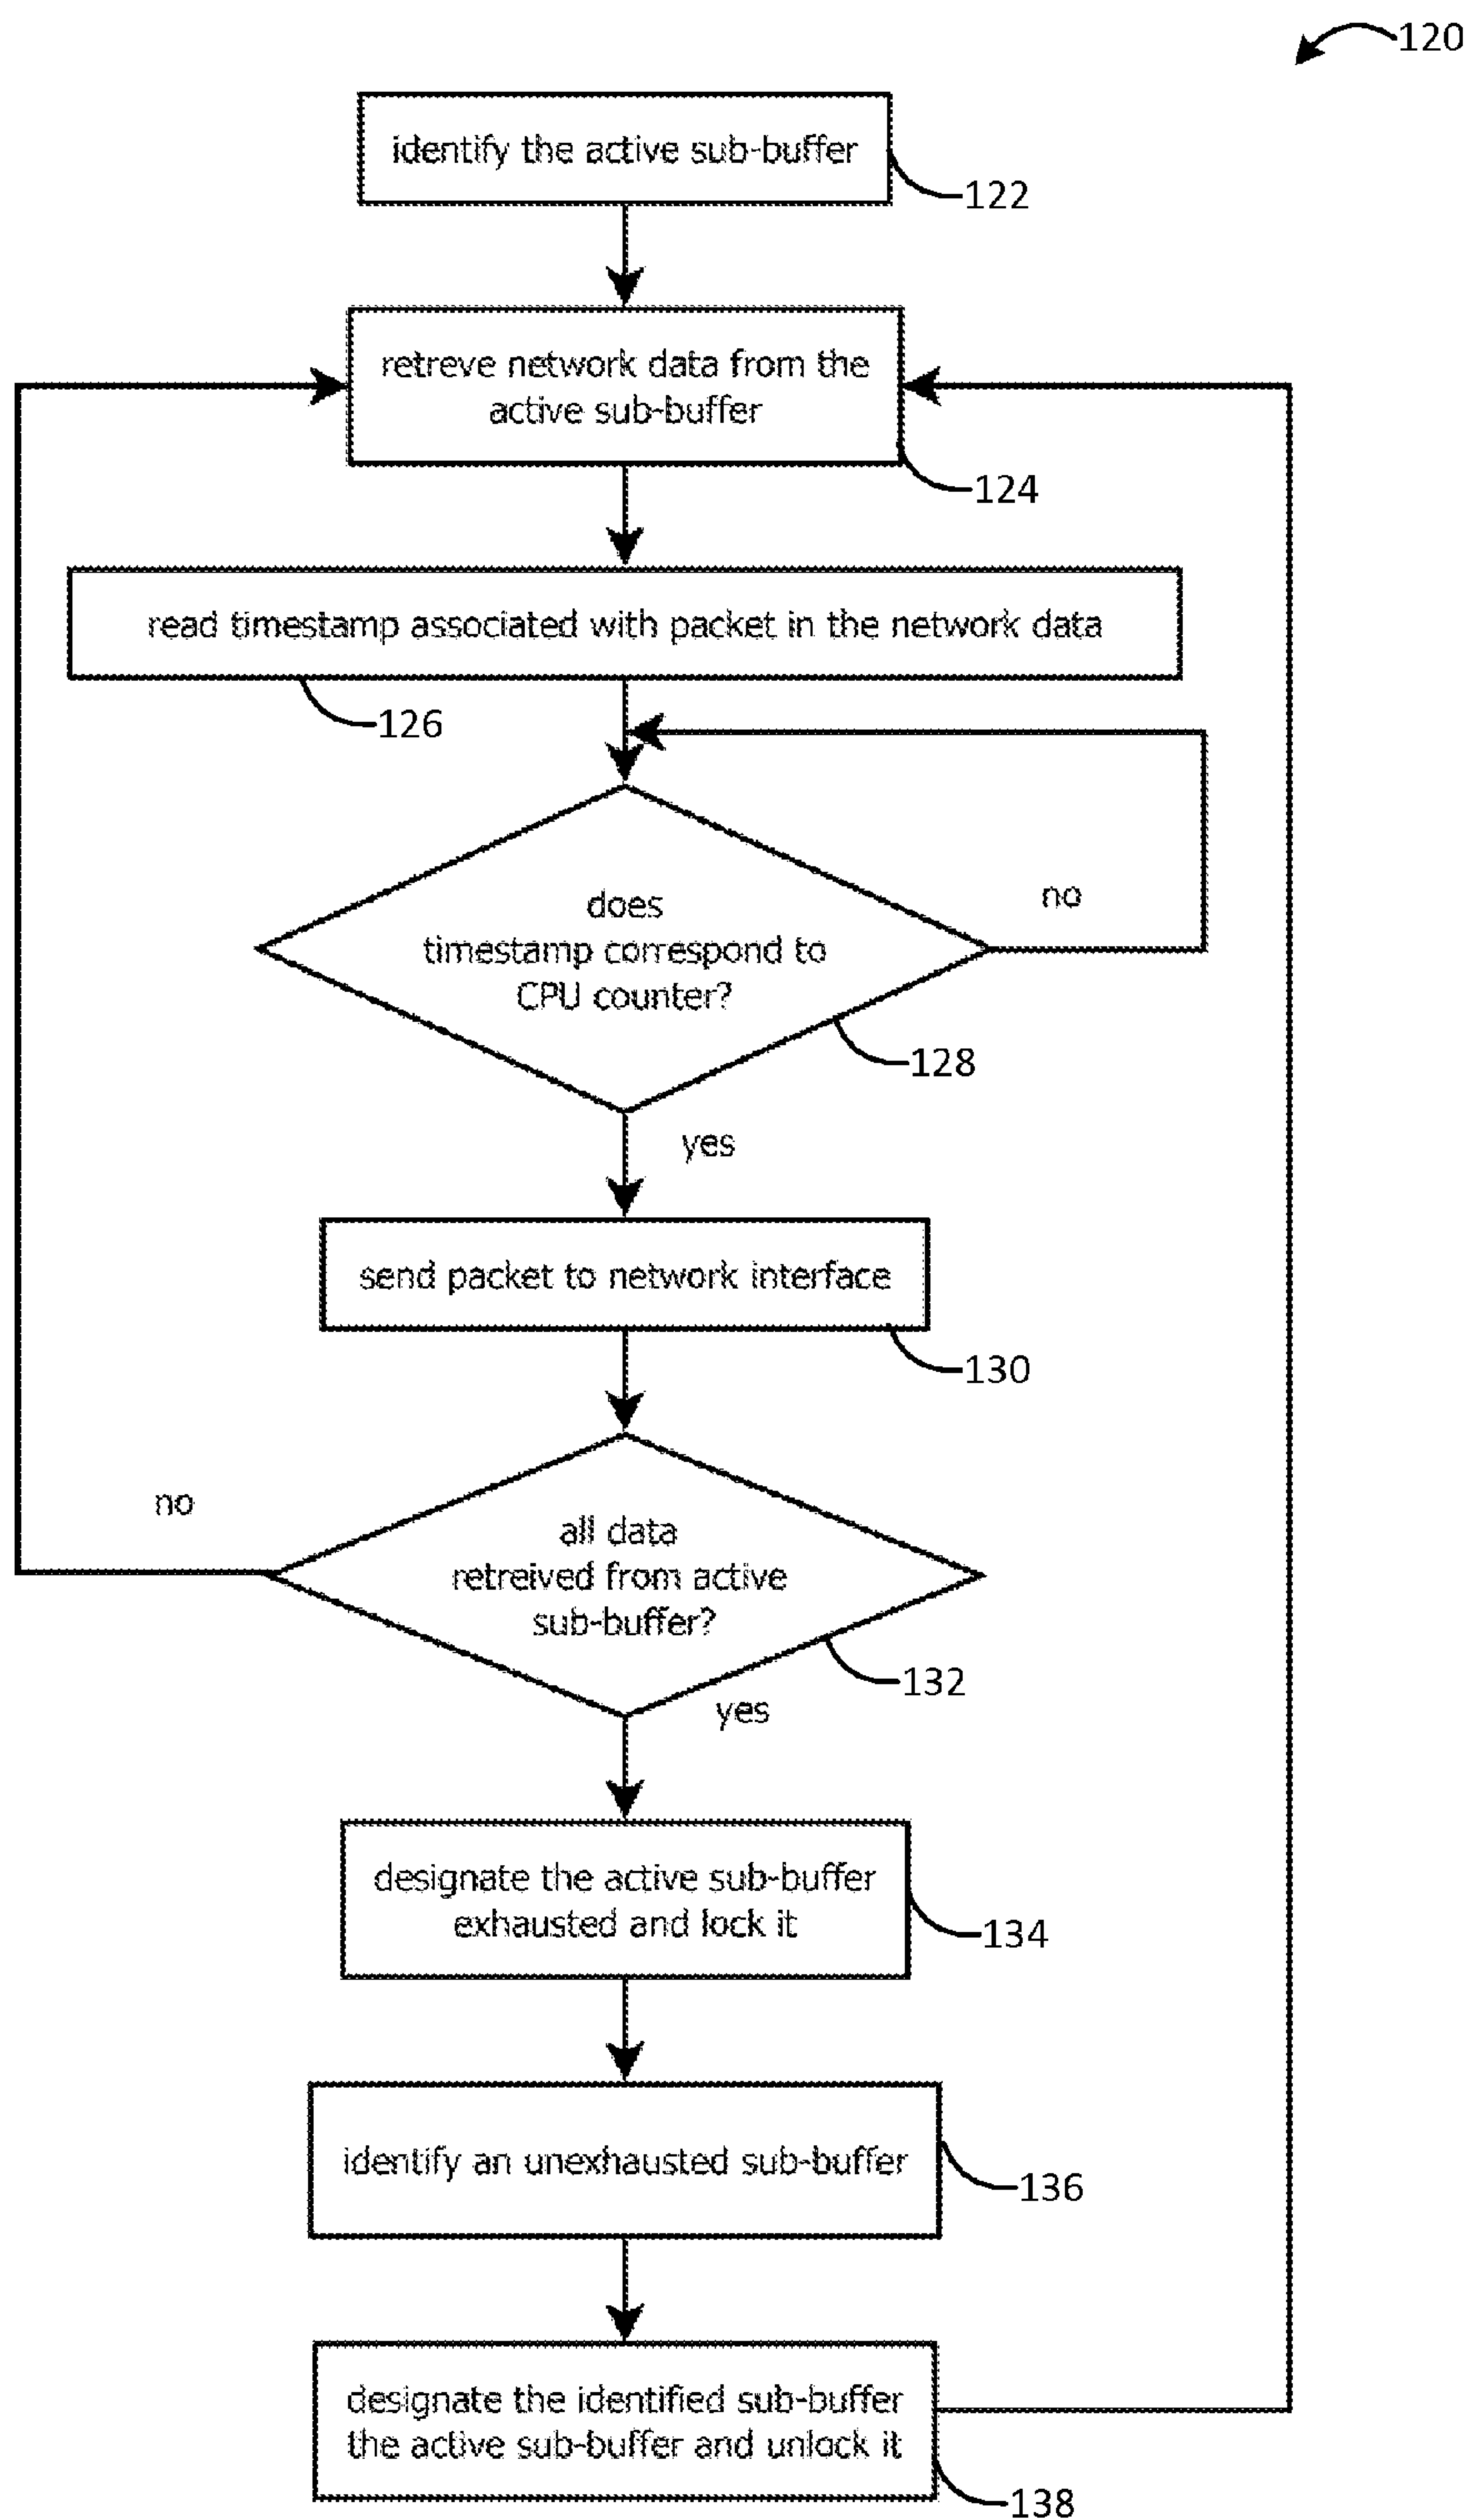 120
identify the active sub-buffer
122
retreve network data from the
active sub-buffer
124
read timestamp associated with packet in the network data
126
does
timestamp correspond to
CPU counter?
no
128
yes
send packet to network interface
130
no
all data
retreived from active
sub-buffer?
132
yes
designate the active sub-buffer
exhausted and lock it
134
identify an unexhausted sub-buffer
136
designate the identified sub-buffer
the active sub-buffer and unlock it
138